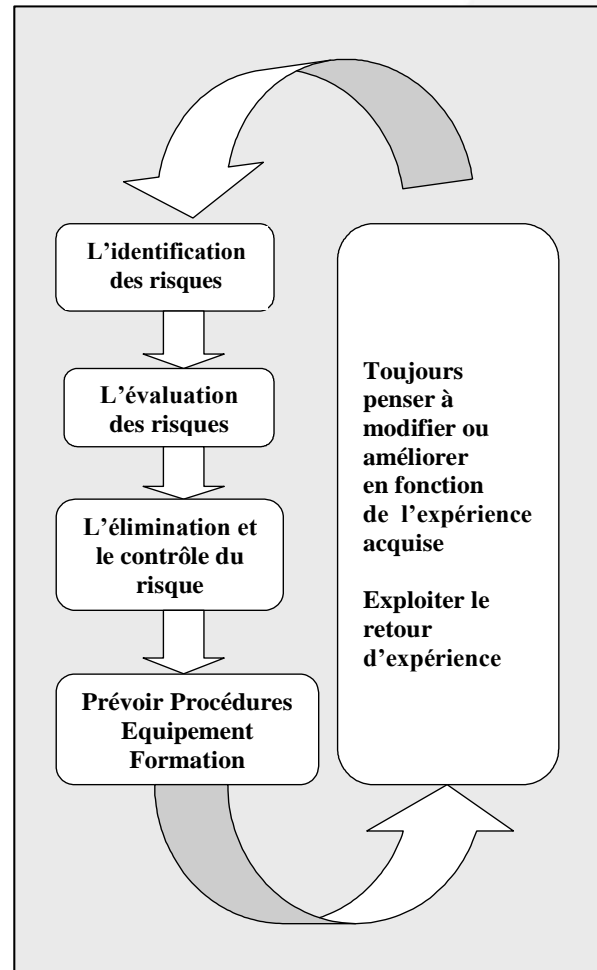 L'identification
des risques
L'évaluation
des risques
L'élimination et
le contrôle du
risque
Prévoir Procédures
Equipement
Formation
Toujours
penser à
modifier ou
améliorer
en fonction
de l'expérience
acquise
Exploiter le
retour
d'expérience